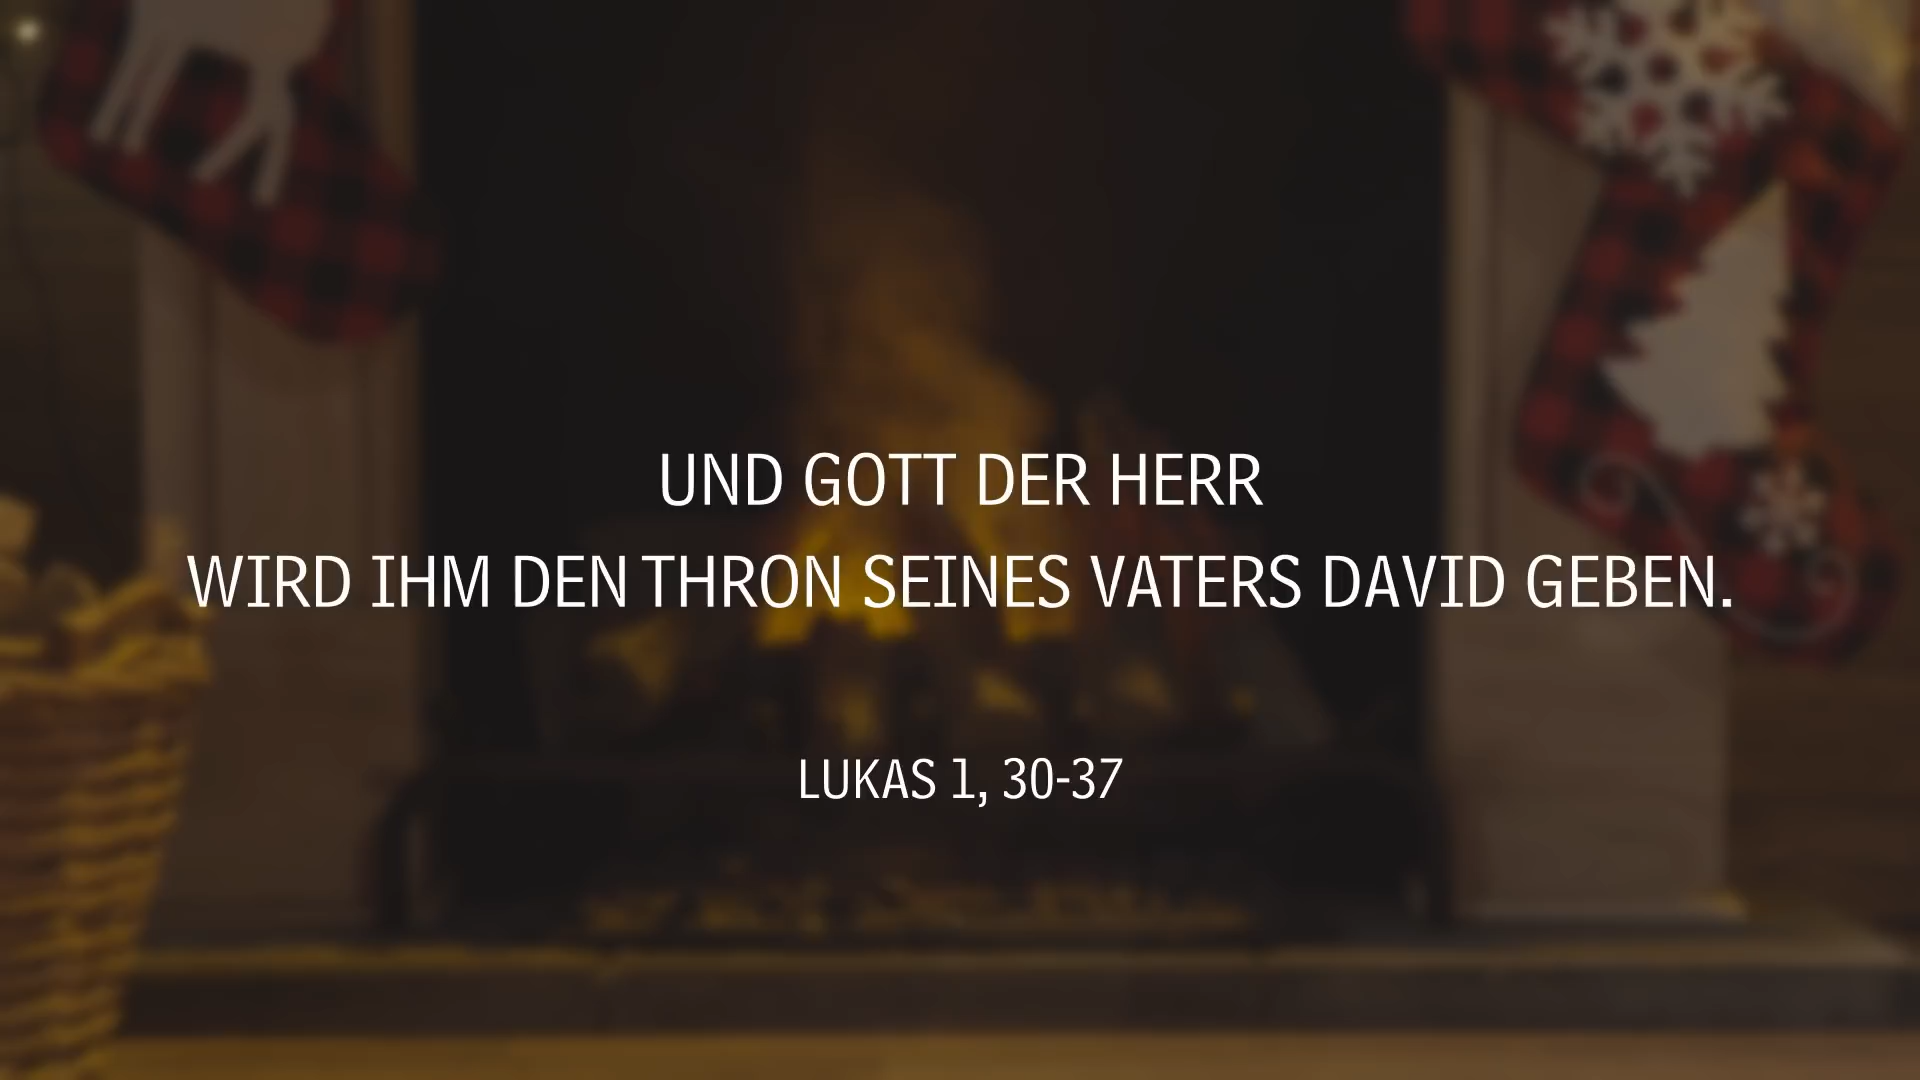 UND GOTT DER HERR
WIRD IHM DEN THRON SEINES VATERS DAVID GEBEN.
LUKAS 1, 30-37